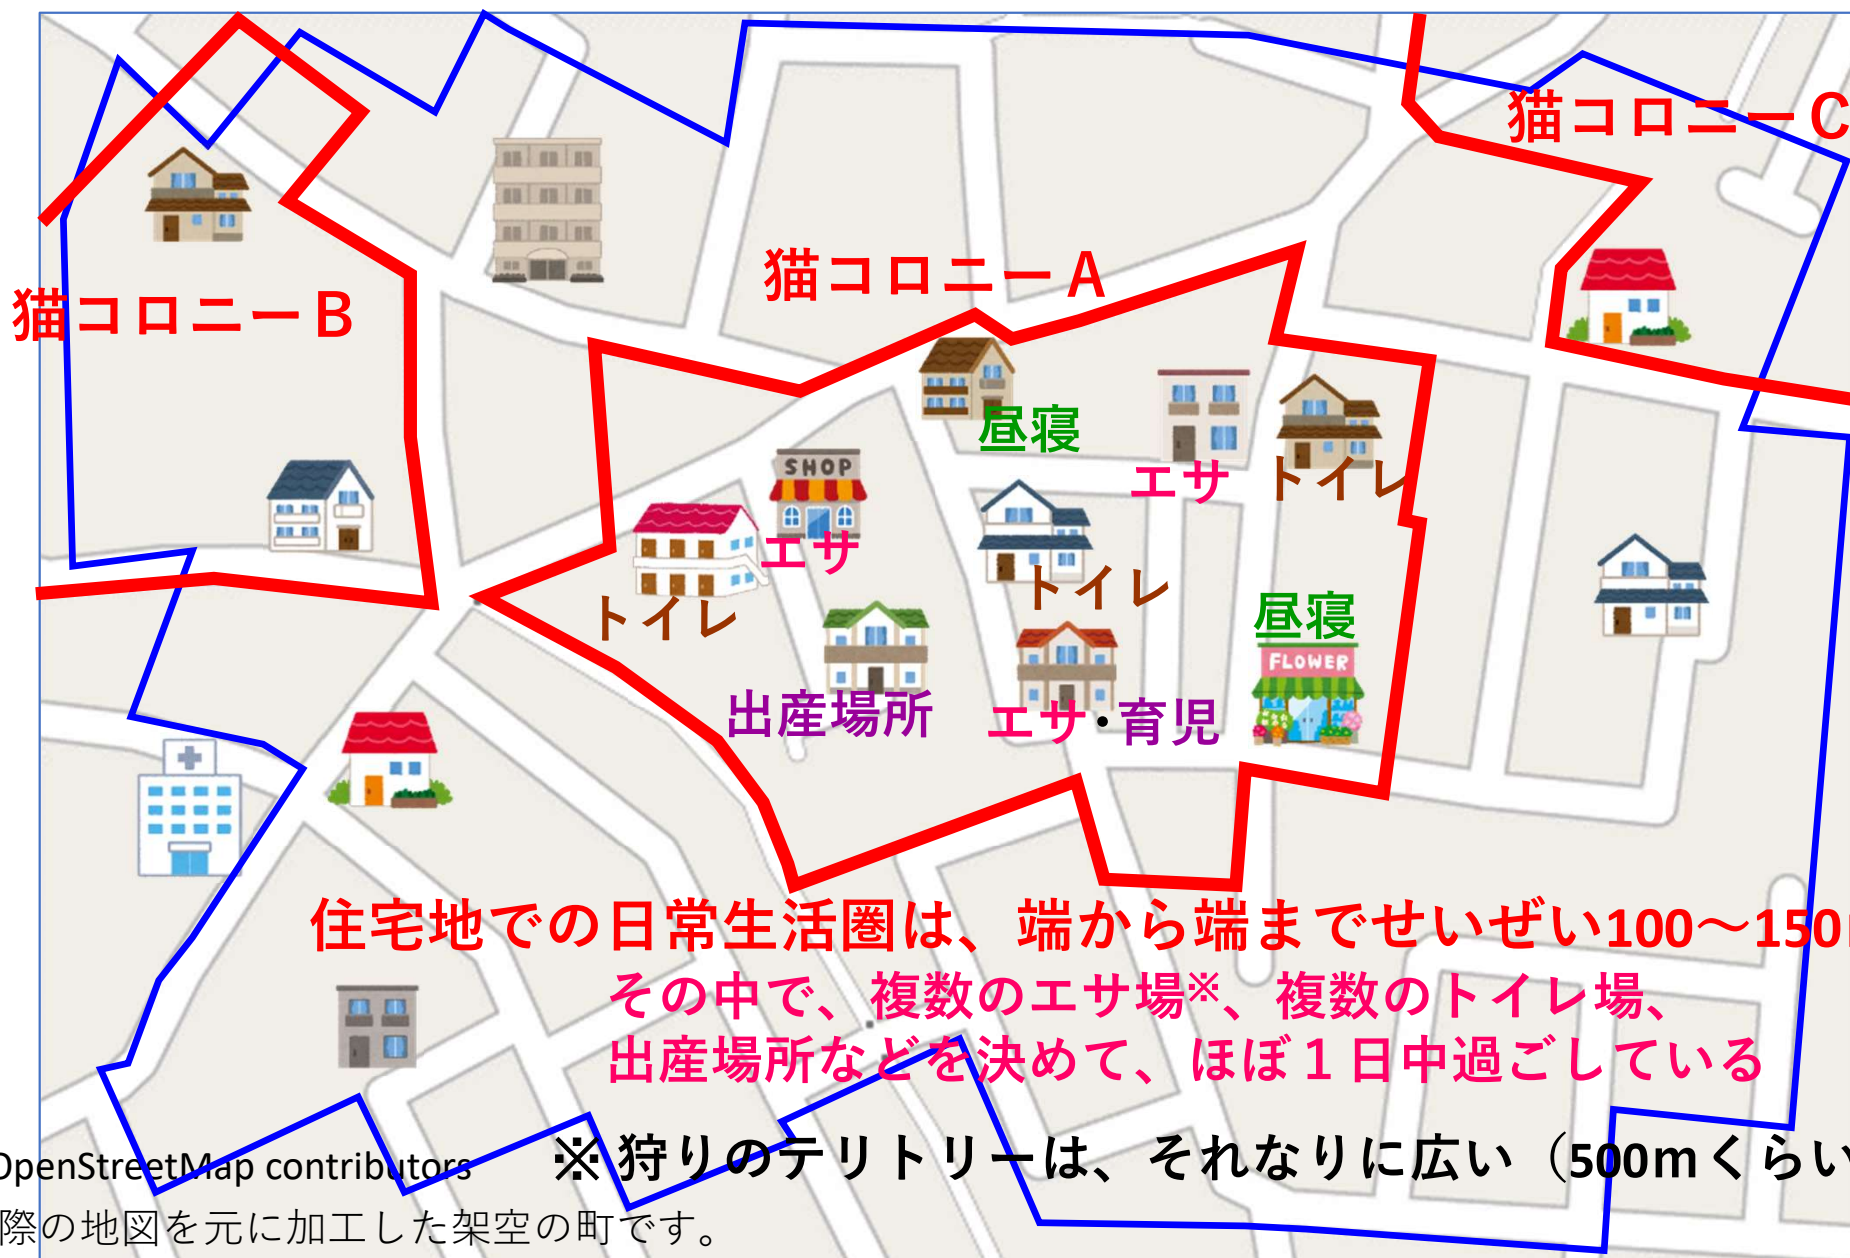 猫コロニーC
猫コロニーA
猫コロニーB
昼寝
SHOP
エサ
トイレ
エサ
トイレ
トイレ
昼寝
FLOWER
出産場所
エサ・育児
住宅地での日常生活圏は、端から端までせいぜい100～150
その中で、複数のエサ場※、複数のトイレ場、
出産場所などを決めて、ほぼ１日中過ごしている
OpenStreetMap contributors
※狩りのテリトリーは、それなりに広い（500mくらい
際の地図を元に加工した架空の町です。